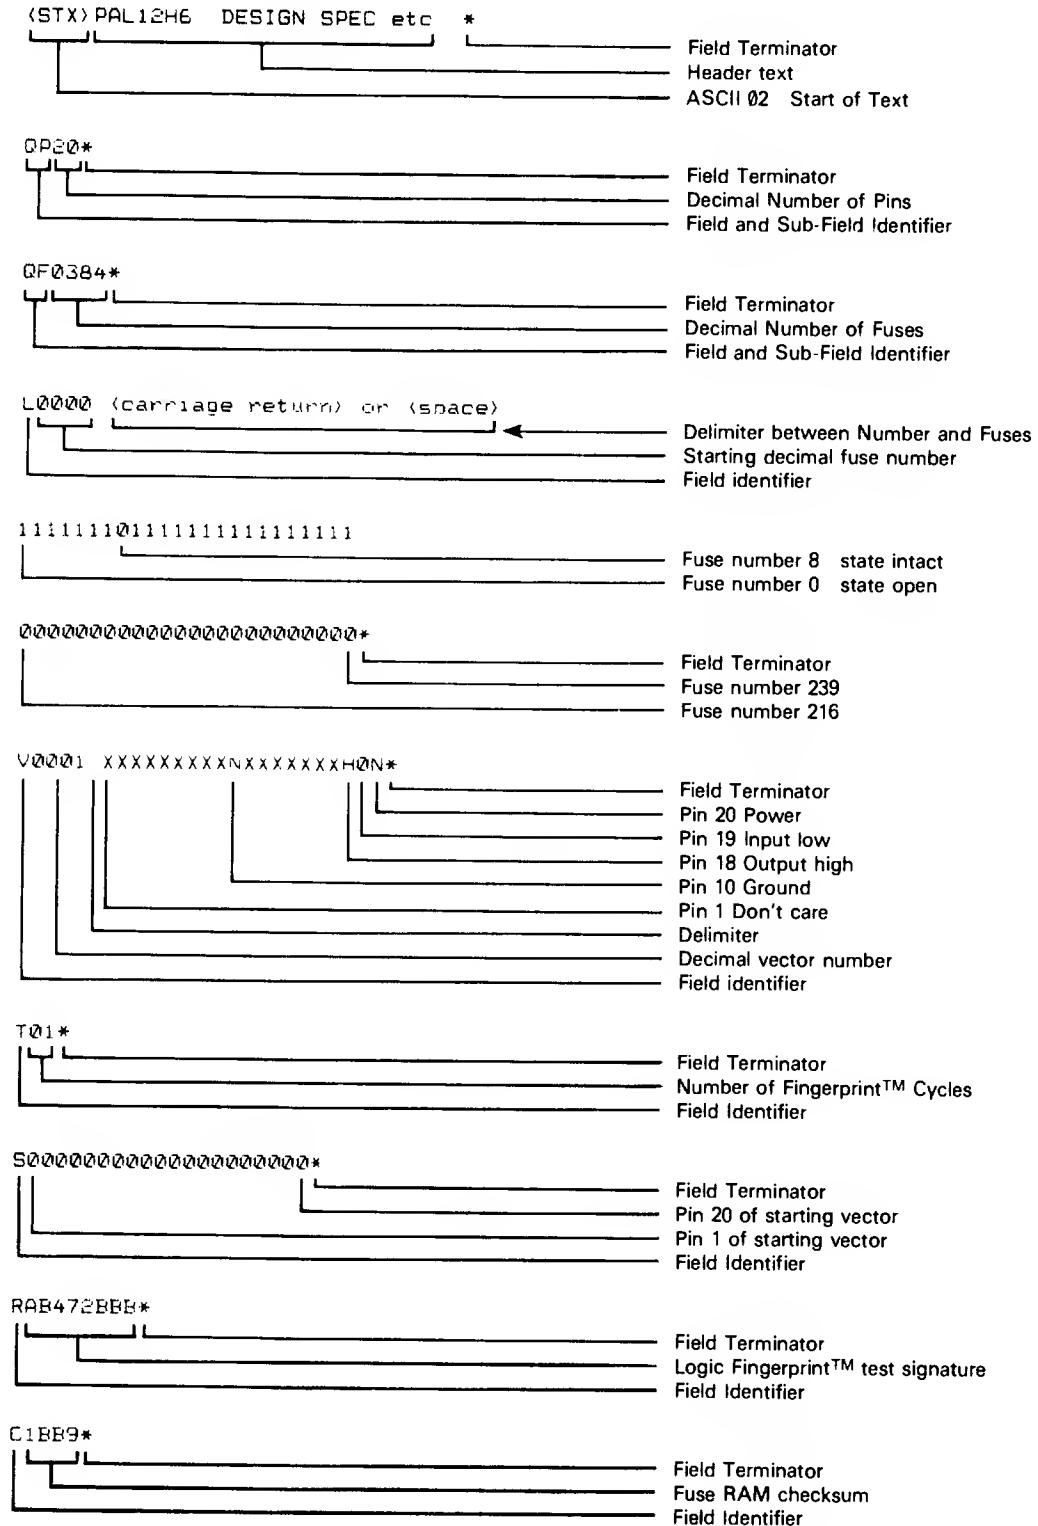 <STX>PAL12H6 DESIGN SPEC etc *
Field Terminator
Header text
ASCII 02 Start of Text
QP20*
Field Terminator
Decimal Number of Pins
Field and Sub-Field Identifier
QF0384*
Field Terminator
Decimal Number of Fuses
Field and Sub-Field Identifier
L0000 <carriage return> or <space>
Delimiter between Number and Fuses
Starting decimal fuse number
Field identifier
111111101111111111111111
Fuse number 8 state intact
Fuse number 0 state open
000000000000000000000000*
Field Terminator
Fuse number 239
Fuse number 216
V0001 XXXXXXXXXNXXXXXXXH0N*
Field Terminator
Pin 20 Power
Pin 19 Input low
Pin 18 Output high
Pin 10 Ground
Pin 1 Don't care
Delimiter
Decimal vector number
Field identifier
T01*
Field Terminator
Number of Fingerprint™ Cycles
Field Identifier
S00000000000000000000*
Field Terminator
Pin 20 of starting vector
Pin 1 of starting vector
Field Identifier
RAB472BBB*
Field Terminator
Logic Fingerprint™ test signature
Field Identifier
C1BB9*
Field Terminator
Fuse RAM checksum
Field Identifier